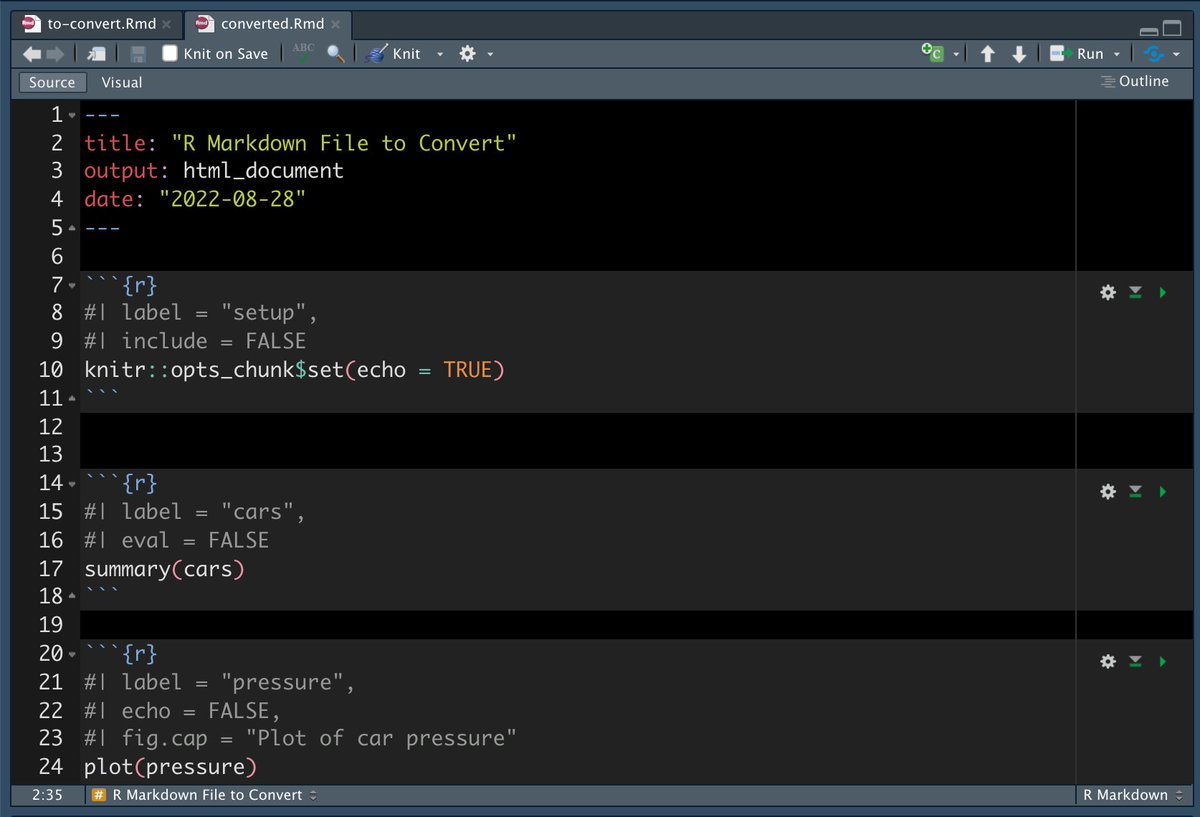 to-convert.Rmd
converted.Rmd
Knit on Save
ABC
Knit
Run
Source
Visual
Outline
1 ---
2 title: "R Markdown File to Convert"
3 output: html_document
4 date: "2022-08-28"
5 ---
6
7 ```{r}
8 #| label = "setup",
9 #| include = FALSE
10 knitr::opts_chunk$set(echo = TRUE)
11 ```
12
13
14 ```{r}
15 #| label = "cars",
16 #| eval = FALSE
17 summary(cars)
18 ```
19
20 ```{r}
21 #| label = "pressure",
22 #| echo = FALSE,
23 #| fig.cap = "Plot of car pressure"
24 plot(pressure)
2:35 # R Markdown File to Convert R Markdown